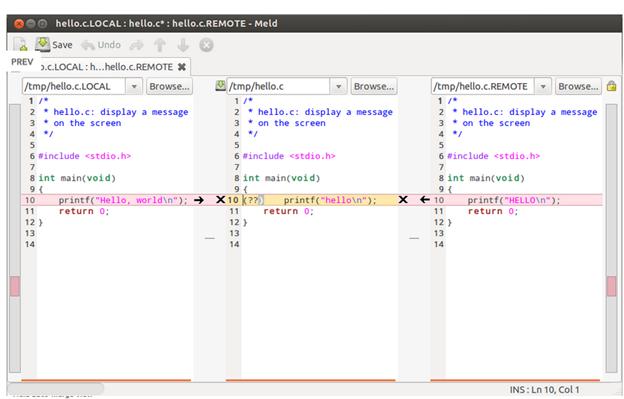 hello.c.LOCAL : hello.c* : hello.c.REMOTE - Meld
Save Undo
PREV
o.c.LOCAL : h...hello.c.REMOTE
/tmp/hello.c.LOCAL Browse... /tmp/hello.c Browse... /tmp/hello.c.REMOTE Browse...
1 /*
2 * hello.c: display a message
3 * on the screen
4 */
5
6 #include <stdio.h>
7
8 int main(void)
9 {
10 printf("Hello, world\n");
11 return 0;
12 }
13
14
1 /*
2 * hello.c: display a message
3 * on the screen
4 */
5
6 #include <stdio.h>
7
8 int main(void)
9 {
10 (??) printf("hello\n");
11 return 0;
12 }
13
14
1 /*
2 * hello.c: display a message
3 * on the screen
4 */
5
6 #include <stdio.h>
7
8 int main(void)
9 {
10 printf("HELLO\n");
11 return 0;
12 }
13
14
INS : Ln 10, Col 1